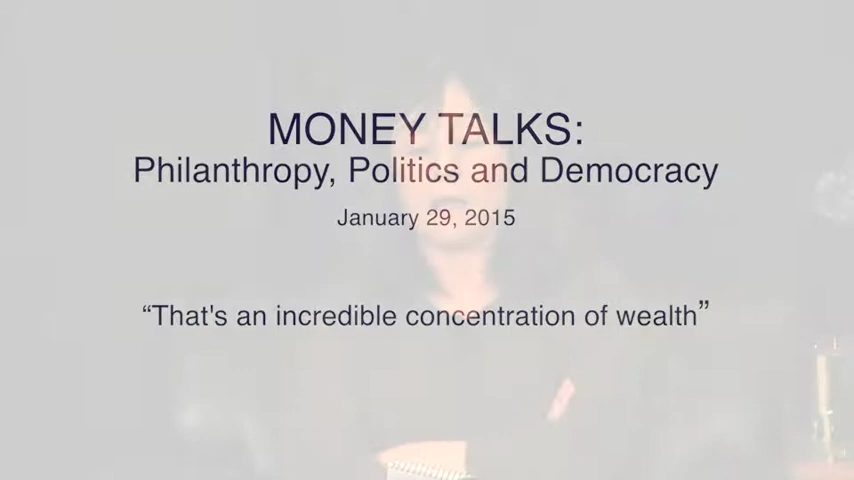 MONEY TALKS:
Philanthropy, Politics and Democracy
January 29, 2015
“That's an incredible concentration of wealth”